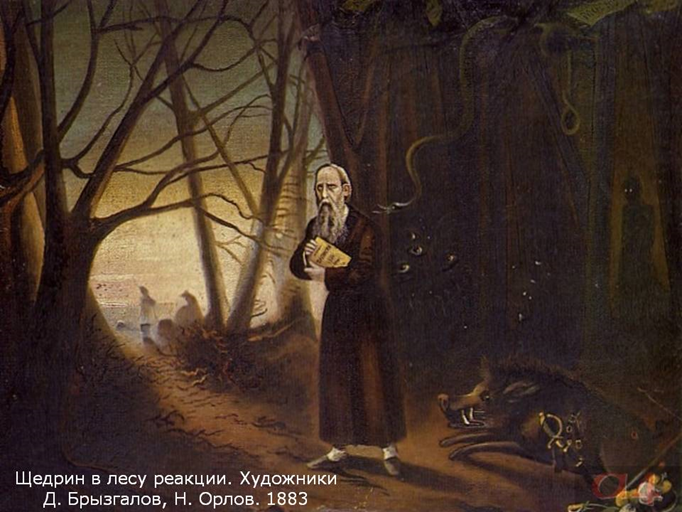 Щедрин в лесу реакции. Художники
Д. Брызгалов, Н. Орлов. 1883